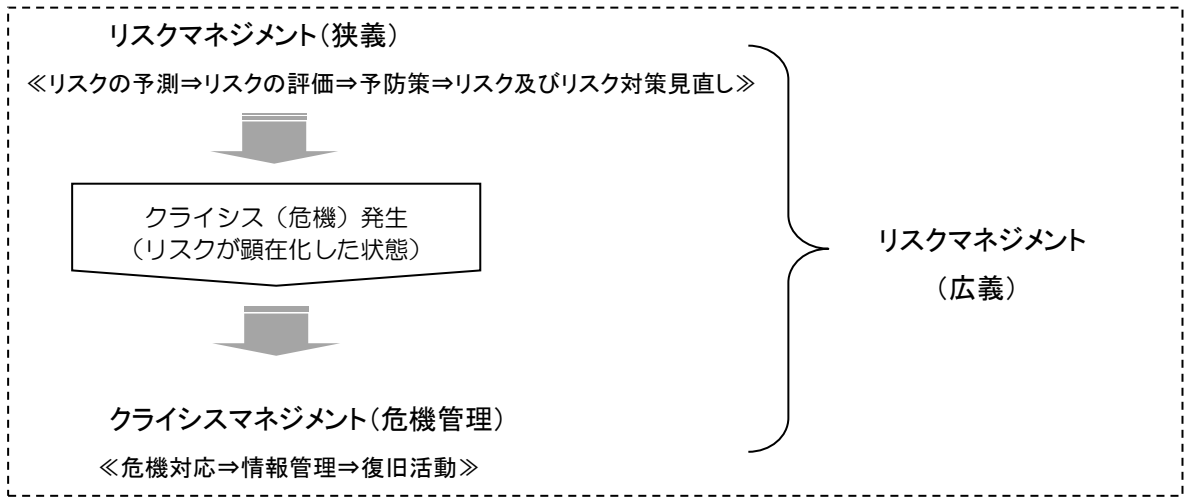 リスクマネジメント（狭義）
≪リスクの予測⇒リスクの評価⇒予防策⇒リスク及びリスク対策見直し≫
クライシス（危機）発生
（リスクが顕在化した状態）
リスクマネジメント
（広義）
クライシスマネジメント（危機管理）
≪危機対応⇒情報管理⇒復旧活動≫